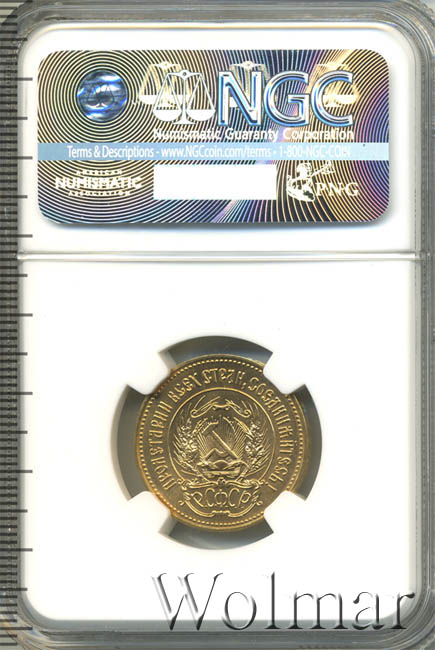 NGC
Numismatic Guaranty Corporation
Terms & Descriptions - www.NGCcoin.com/terms • 1-800-NGC-COIN
AMERICAN
NUMISMATIC
ASSOCIATION
PNG
Пролетарии всех стран, соединяйтесь!
Р.С.Ф.С.Р.
Wolmar